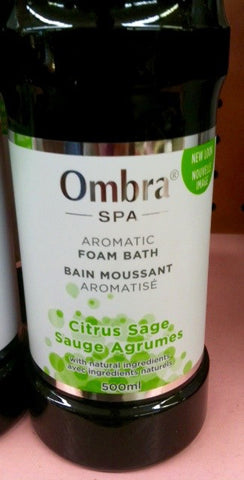 NEW LOOK
NOUVELLE
IMAGE
Ombra®
SPA
AROMATIC
FOAM BATH
BAIN MOUSSANT
AROMATISÉ
Citrus Sage
Sauge Agrumes
with natural ingredients
avec ingrédients naturels
500ml